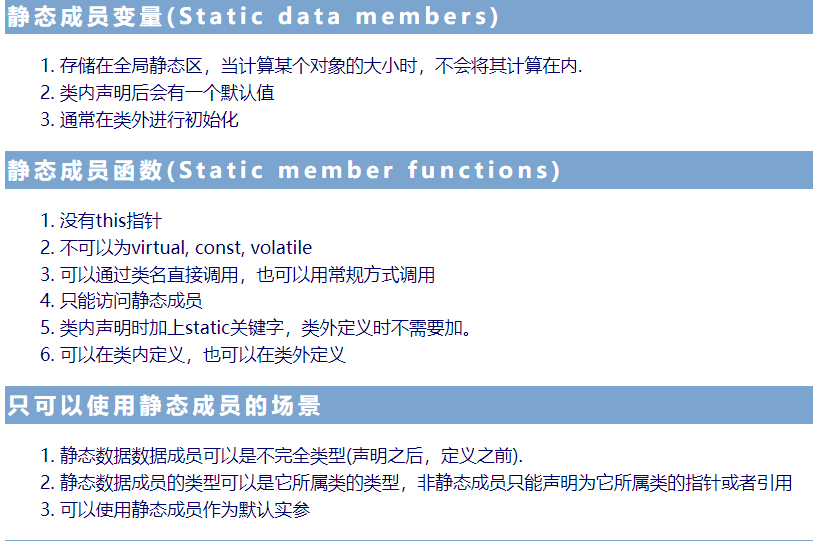 静态成员变量(Static data members)
1. 存储在全局静态区，当计算某个对象的大小时，不会将其计算在内.
2. 类内声明后会有一个默认值
3. 通常在类外进行初始化
静态成员函数(Static member functions)
1. 没有this指针
2. 不可以为virtual, const, volatile
3. 可以通过类名直接调用，也可以用常规方式调用
4. 只能访问静态成员
5. 类内声明时加上static关键字，类外定义时不需要加。
6. 可以在类内定义，也可以在类外定义
只可以使用静态成员的场景
1. 静态数据数据成员可以是不完全类型(声明之后，定义之前).
2. 静态数据成员的类型可以是它所属类的类型，非静态成员只能声明为它所属类的指针或者引用
3. 可以使用静态成员作为默认实参